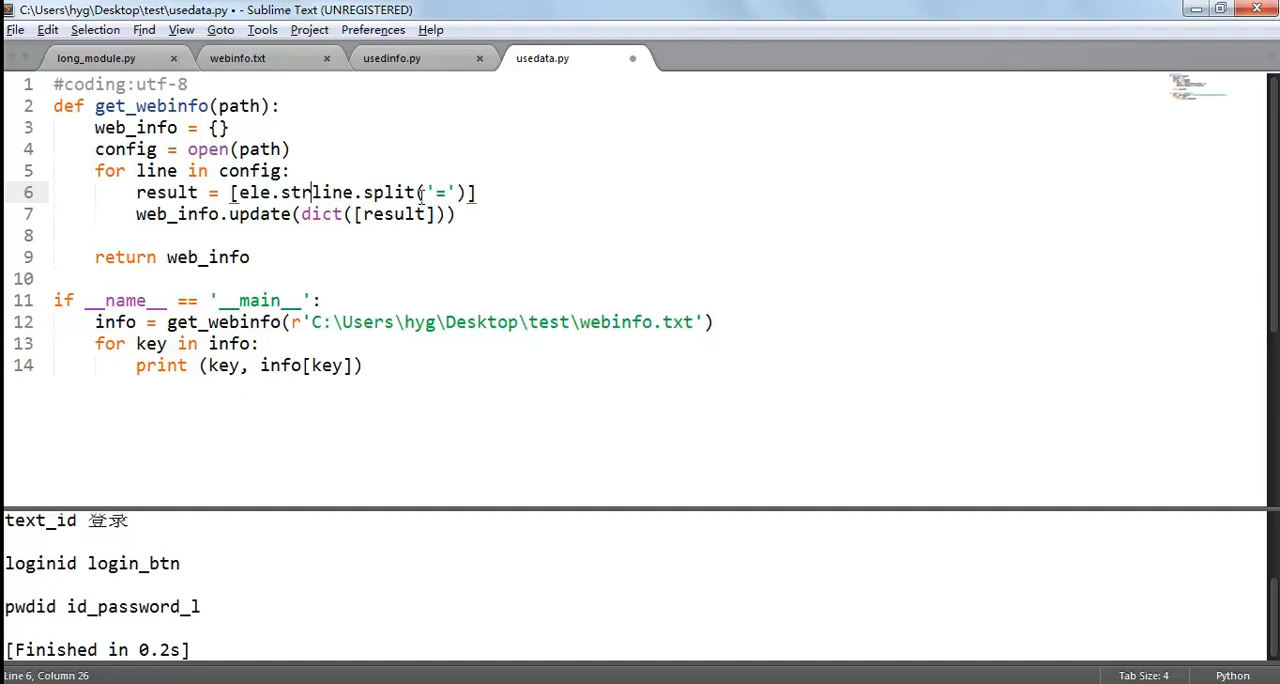 C:\Users\hyg\Desktop\test\usedata.py • - Sublime Text (UNREGISTERED)
File Edit Selection Find View Goto Tools Project Preferences Help
long_module.py × webinfo.txt × usedinfo.py × usedata.py
1 #coding:utf-8
2 def get_webinfo(path):
3 web_info = {}
4 config = open(path)
5 for line in config:
6 result = [ele.strline.split('=')]
7 web_info.update(dict([result]))
8
9 return web_info
10
11 if __name__ == '__main__':
12 info = get_webinfo(r'C:\Users\hyg\Desktop\test\webinfo.txt')
13 for key in info:
14 print (key, info[key])
text_id 登录
loginid login_btn
pwdid id_password_l
[Finished in 0.2s]
Line 6, Column 26 Tab Size: 4 Python